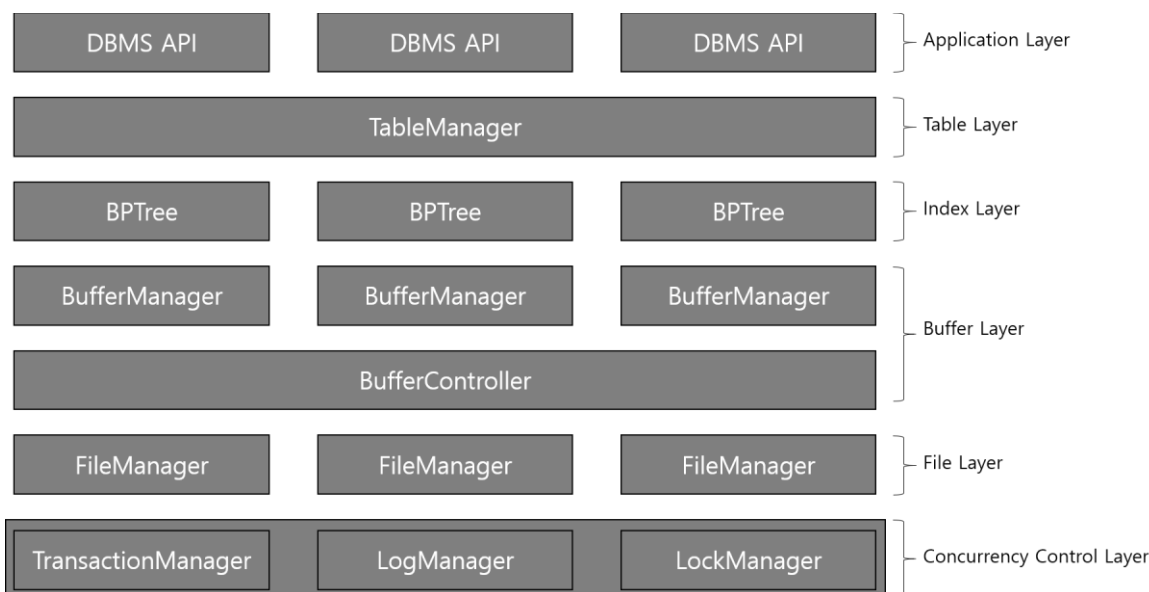 DBMS API DBMS API DBMS API Application Layer
TableManager Table Layer
BPTree BPTree BPTree Index Layer
BufferManager BufferManager BufferManager
Buffer Layer
BufferController
FileManager FileManager FileManager File Layer
TransactionManager LogManager LockManager Concurrency Control Layer